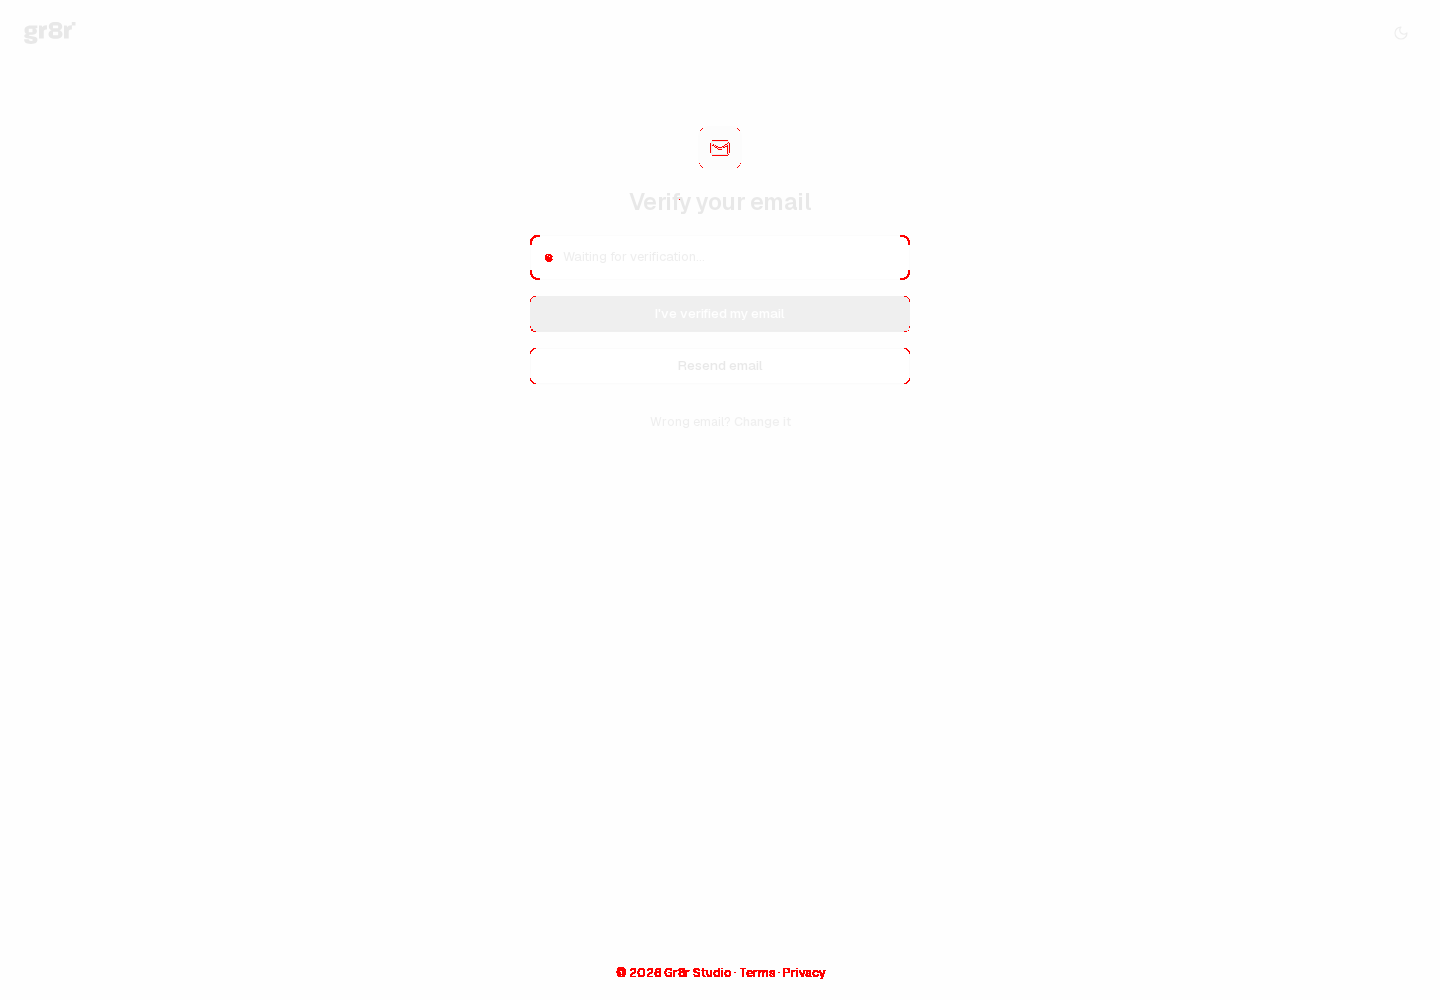 gr8r
Verify your email
Waiting for verification...
I've verified my email
Resend email
Wrong email? Change it
© 2026 Gr8r Studio · Terms · Privacy